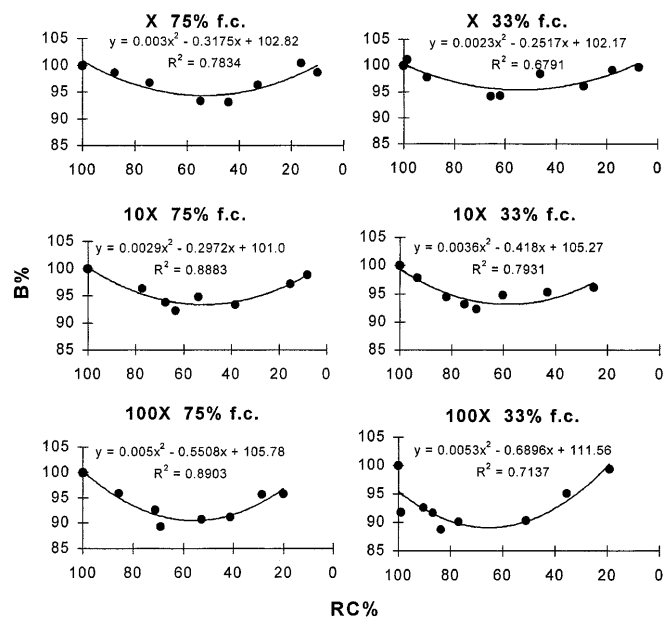 X 75% f.c.
y = 0.003x² - 0.3175x + 102.82
R² = 0.7834
105
100
95
90
85
100 80 60 40 20 0
X 33% f.c.
y = 0.0023x² - 0.2517x + 102.17
R² = 0.6791
105
100
95
90
85
100 80 60 40 20 0
10X 75% f.c.
y = 0.0029x² - 0.2972x + 101.0
R² = 0.8883
105
100
95
90
85
100 80 60 40 20 0
10X 33% f.c.
y = 0.0036x² - 0.418x + 105.27
R² = 0.7931
105
100
95
90
85
100 80 60 40 20 0
B%
100X 75% f.c.
y = 0.005x² - 0.5508x + 105.78
R² = 0.8903
105
100
95
90
85
100 80 60 40 20 0
100X 33% f.c.
y = 0.0053x² - 0.6896x + 111.56
R² = 0.7137
105
100
95
90
85
100 80 60 40 20 0
RC%